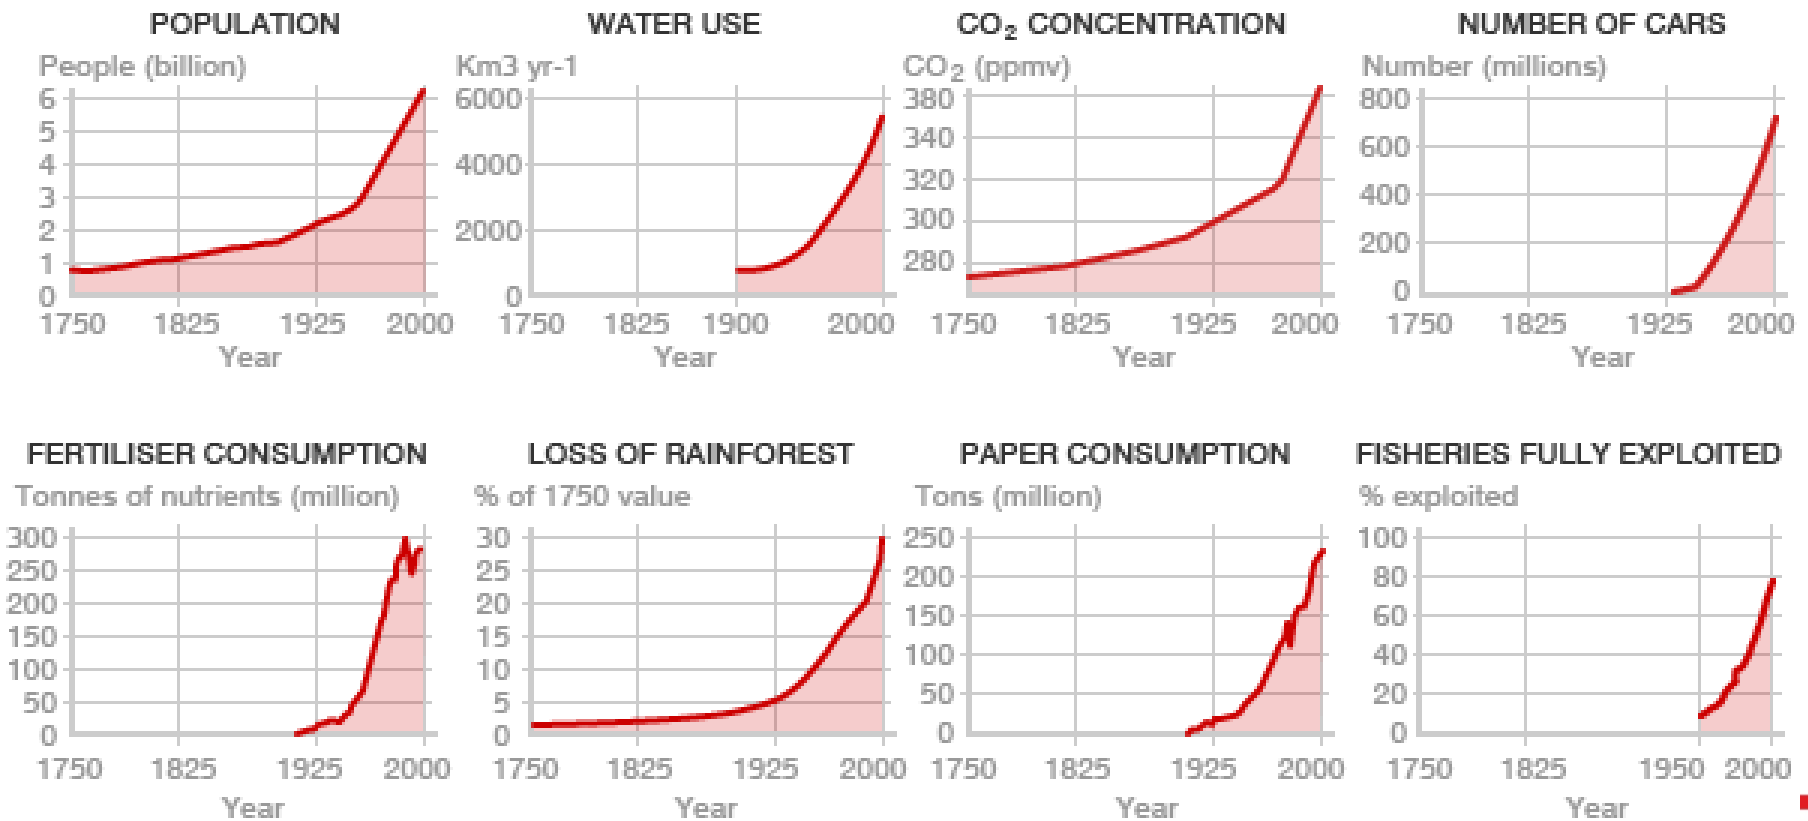 POPULATION
People (billion)
6
5
4
3
2
1
0
1750 1825 1925 2000
Year
WATER USE
Km3 yr-1
6000
4000
2000
0
1750 1825 1900 2000
Year
CO₂ CONCENTRATION
CO₂ (ppmv)
380
340
320
300
280
1750 1825 1925 2000
Year
NUMBER OF CARS
Number (millions)
800
600
400
200
0
1750 1825 1925 2000
Year
FERTILISER CONSUMPTION
Tonnes of nutrients (million)
300
250
200
150
100
50
0
1750 1825 1925 2000
Year
LOSS OF RAINFOREST
% of 1750 value
30
25
20
15
10
5
0
1750 1825 1925 2000
Year
PAPER CONSUMPTION
Tons (million)
250
200
150
100
50
0
1750 1825 1925 2000
Year
FISHERIES FULLY EXPLOITED
% exploited
100
80
60
40
20
0
1750 1825 1950 2000
Year